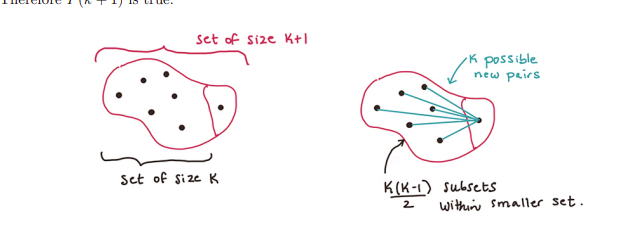 Therefore P(k + 1) is true.
set of size K+1
set of size K
K possible
new pairs
K(K-1)
2
subsets
within smaller set.